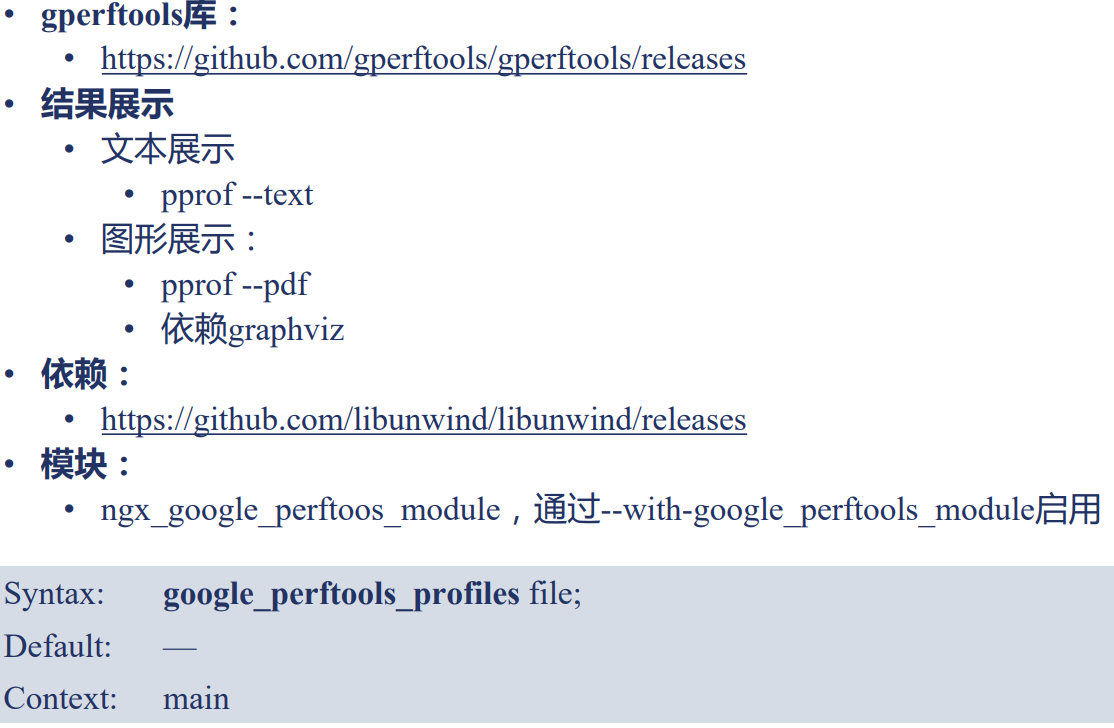 • gperftools库：
• https://github.com/gperftools/gperftools/releases
• 结果展示
• 文本展示
• pprof --text
• 图形展示：
• pprof --pdf
• 依赖graphviz
• 依赖：
• https://github.com/libunwind/libunwind/releases
• 模块：
• ngx_google_perftoos_module，通过--with-google_perftools_module启用
Syntax: google_perftools_profiles file;
Default: —
Context: main